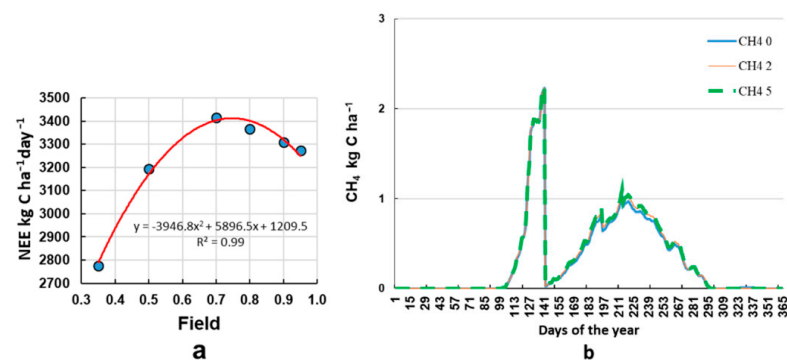 3500
3400
3300
3200
3100
3000
2900
2800
2700
NEE kg C ha⁻¹day⁻¹
y = -3946.8x² + 5896.5x + 1209.5
R² = 0.99
0.3 0.4 0.5 0.6 0.7 0.8 0.9 1.0
Field
a
3
2
1
0
CH₄ kg C ha⁻¹
CH4 0
CH4 2
CH4 5
1 15 29 43 57 71 85 99 113 127 141 155 169 183 197 211 225 239 253 267 281 295 309 323 337 351 365
Days of the year
b